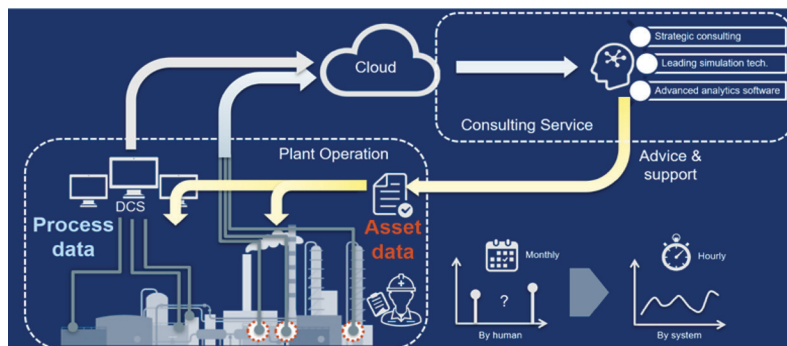 Cloud
Strategic consulting
Leading simulation tech.
Advanced analytics software
Consulting Service
Plant Operation
Advice &
support
DCS
Process
data
Asset
data
Monthly
?
By human
Hourly
By system